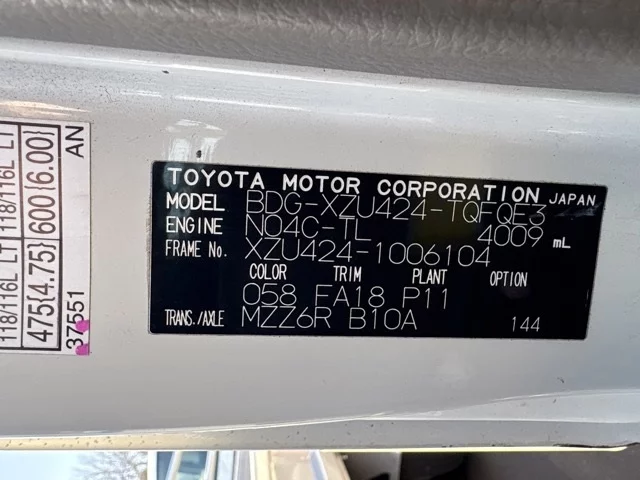 TOYOTA MOTOR CORPORATION JAPAN
MODEL BDG-XZU424-TQFQE3
ENGINE N04C-TL 4009 mL
FRAME No. XZU424-1006104
COLOR TRIM PLANT OPTION
058 FA18 P11
TRANS./AXLE MZZ6R B10A 144
118/116L LT 118/116L LT
475{4.75} 600{6.00}
37551 AN